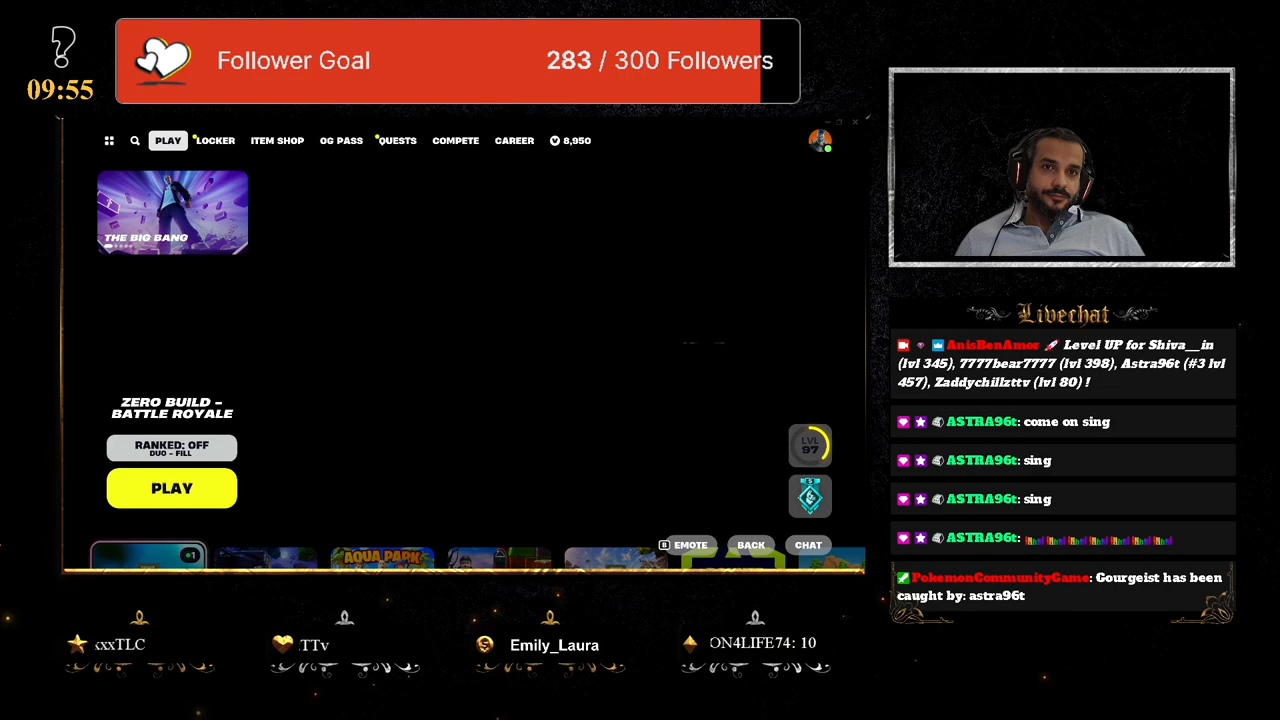 Follower Goal
283 / 300 Followers
09:55
PLAY
LOCKER
ITEM SHOP
OG PASS
QUESTS
COMPETE
CAREER
8,950
THE BIG BANG
ZERO BUILD -
BATTLE ROYALE
RANKED: OFF
DUO - FILL
PLAY
LVL
97
AQUA PARK
+1
B EMOTE
BACK
CHAT
Livechat
AnisBenAmor 🚀 Level UP for Shiva__in
(lvl 345), 7777bear7777 (lvl 398), Astra96t (#3 lvl
457), Zaddychillzttv (lvl 80) !
ASTRA96t: come on sing
ASTRA96t: sing
ASTRA96t: sing
ASTRA96t:
PokemonCommunityGame: Gourgeist has been
caught by: astra96t
xxxTLC
TTv
Emily_Laura
ON4LIFE74: 10